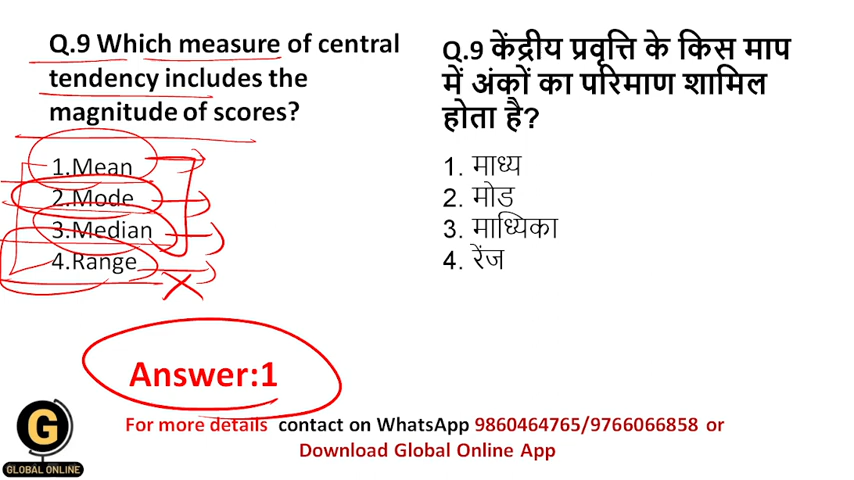 Q.9 Which measure of central
tendency includes the
magnitude of scores?
1.Mean
2.Mode
3.Median
4.Range
Q.9 केंद्रीय प्रवृत्ति के किस माप
में अंकों का परिमाण शामिल
होता है?
1. माध्य
2. मोड
3. माध्यिका
4. रेंज
Answer:1
G
GLOBAL ONLINE
For more details contact on WhatsApp 9860464765/9766066858 or
Download Global Online App